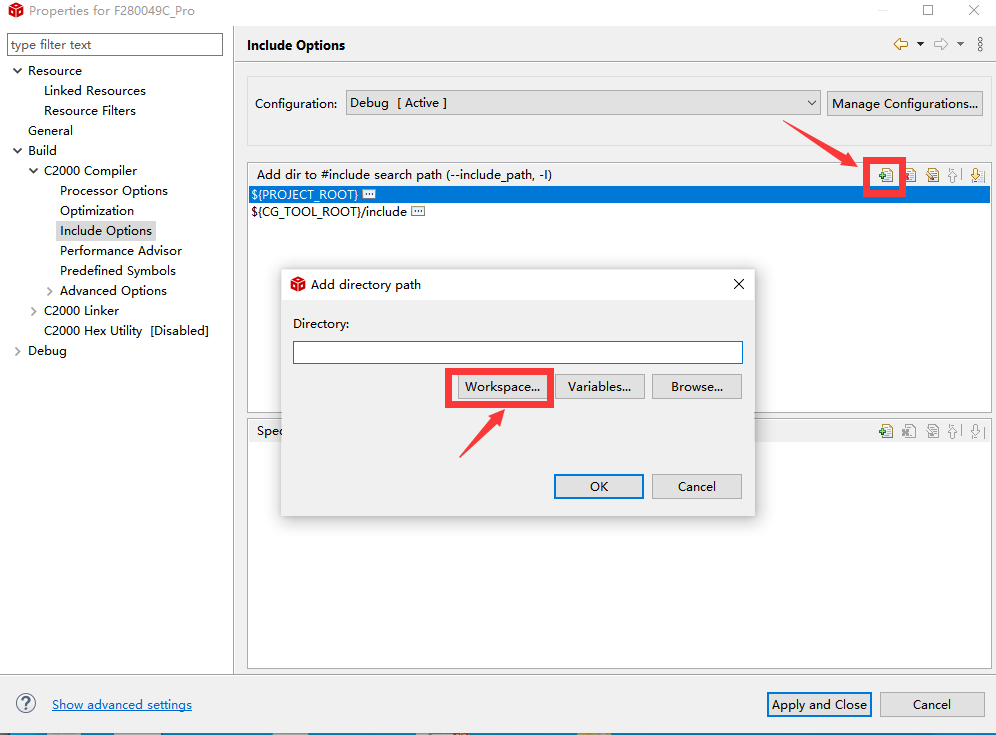 Properties for F280049C_Pro
type filter text
Resource
Linked Resources
Resource Filters
General
Build
C2000 Compiler
Processor Options
Optimization
Include Options
Performance Advisor
Predefined Symbols
Advanced Options
C2000 Linker
C2000 Hex Utility [Disabled]
Debug
Include Options
Configuration: Debug [ Active ] Manage Configurations...
Add dir to #include search path (--include_path, -I)
${PROJECT_ROOT}
${CG_TOOL_ROOT}/include
Add directory path
Directory:
Workspace... Variables... Browse...
OK Cancel
Spec
Show advanced settings
Apply and Close Cancel